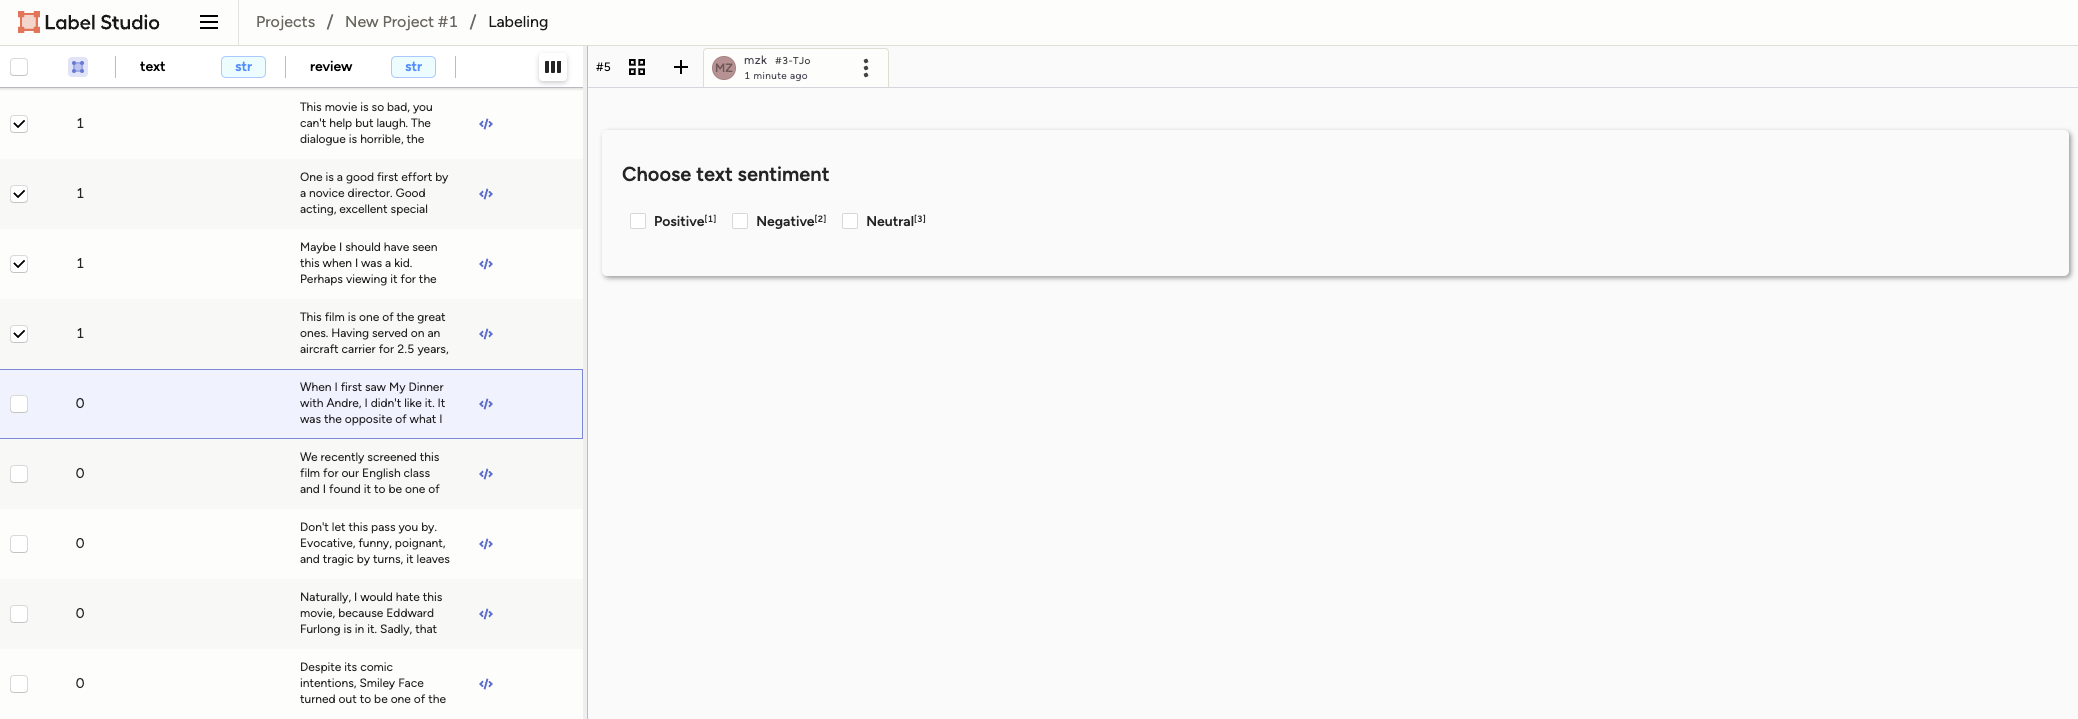 Label Studio
Projects / New Project #1 / Labeling
text str review str
#5
MZ
mzk #3-TJo
1 minute ago
1
This movie is so bad, you
can't help but laugh. The
dialogue is horrible, the
1
One is a good first effort by
a novice director. Good
acting, excellent special
1
Maybe I should have seen
this when I was a kid.
Perhaps viewing it for the
1
This film is one of the great
ones. Having served on an
aircraft carrier for 2.5 years,
0
When I first saw My Dinner
with Andre, I didn't like it. It
was the opposite of what I
0
We recently screened this
film for our English class
and I found it to be one of
0
Don't let this pass you by.
Evocative, funny, poignant,
and tragic by turns, it leaves
0
Naturally, I would hate this
movie, because Eddward
Furlong is in it. Sadly, that
0
Despite its comic
intentions, Smiley Face
turned out to be one of the
Choose text sentiment
Positive[1] Negative[2] Neutral[3]